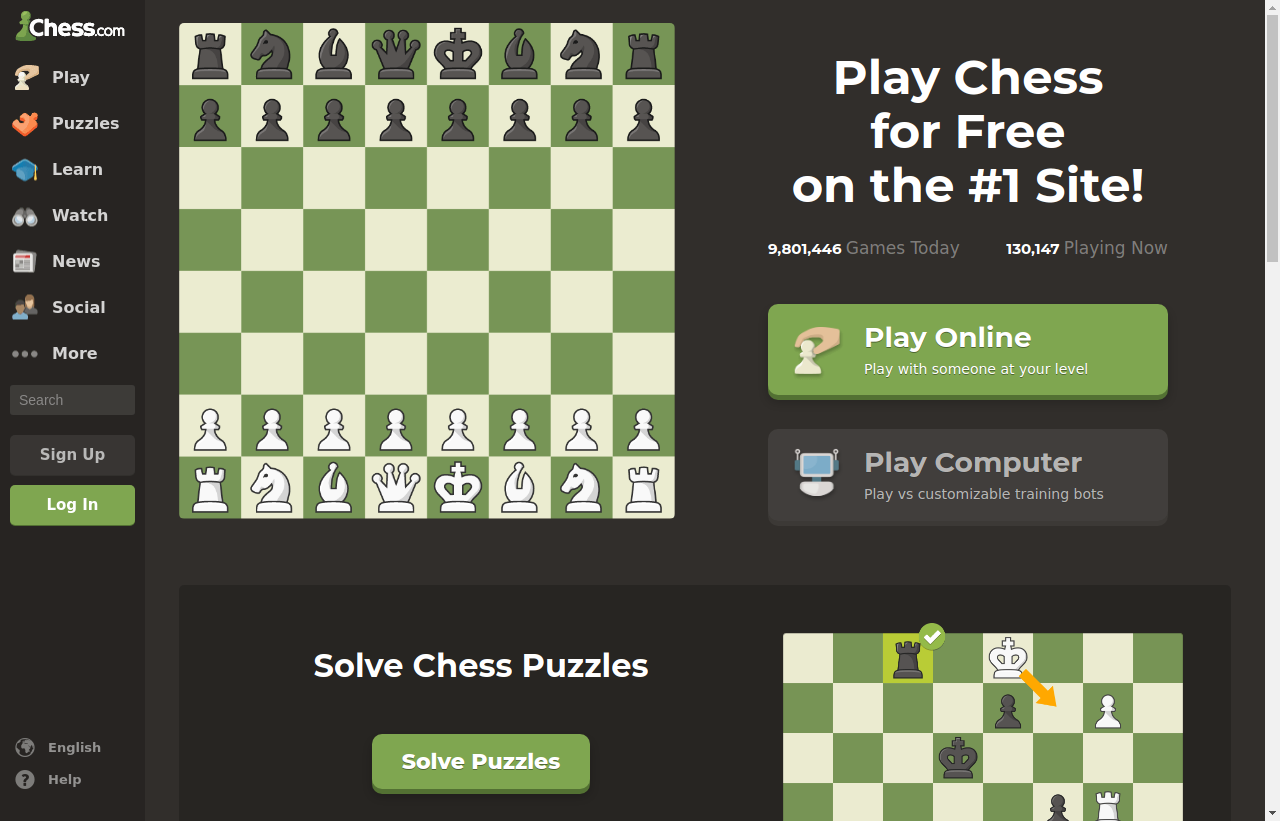 Chess.com
Play
Puzzles
Learn
Watch
News
Social
More
Search
Sign Up
Log In
English
Help
Play Chess
for Free
on the #1 Site!
9,801,446 Games Today
130,147 Playing Now
Play Online
Play with someone at your level
Play Computer
Play vs customizable training bots
Solve Chess Puzzles
Solve Puzzles